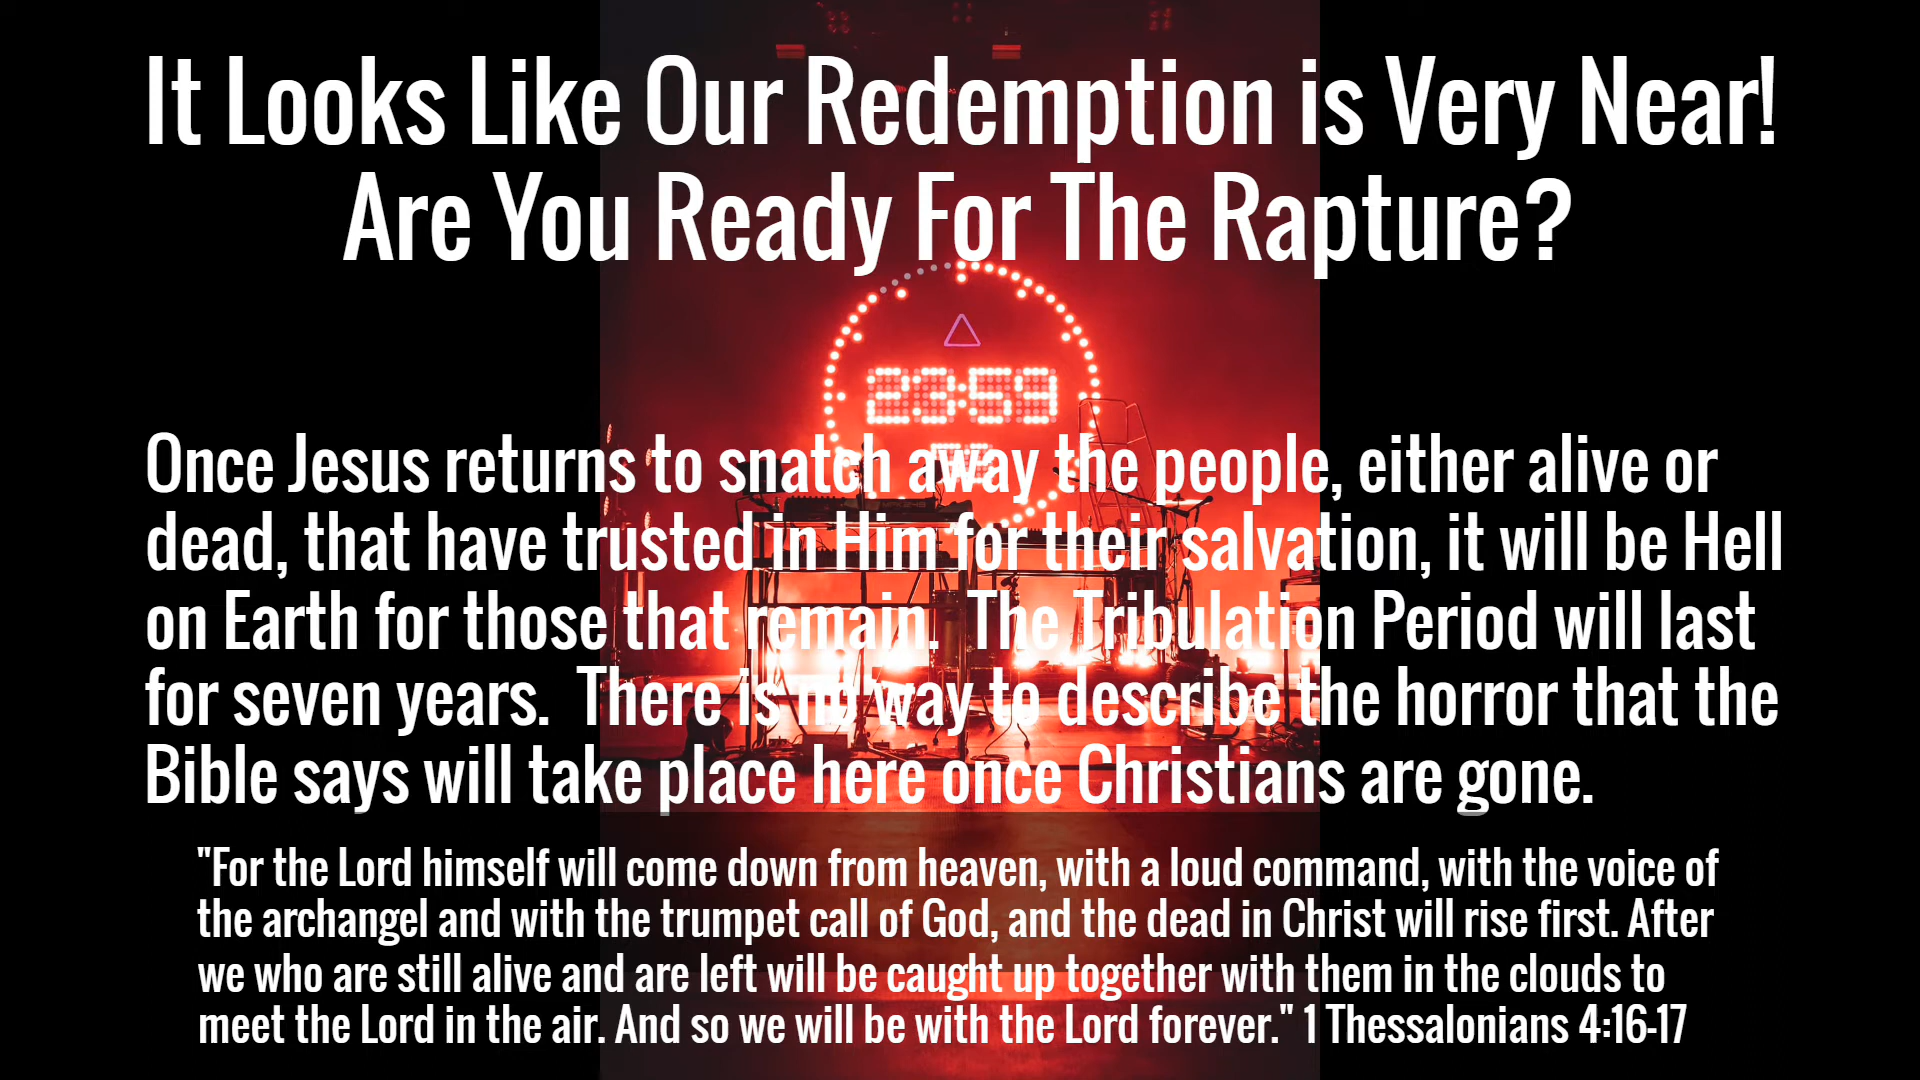 It Looks Like Our Redemption is Very Near!
Are You Ready For The Rapture?
23:59
Once Jesus returns to snatch away the people, either alive or
dead, that have trusted in Him for their salvation, it will be Hell
on Earth for those that remain. The Tribulation Period will last
for seven years. There is no way to describe the horror that the
Bible says will take place here once Christians are gone.
"For the Lord himself will come down from heaven, with a loud command, with the voice of
the archangel and with the trumpet call of God, and the dead in Christ will rise first. After
we who are still alive and are left will be caught up together with them in the clouds to
meet the Lord in the air. And so we will be with the Lord forever." 1 Thessalonians 4:16-17